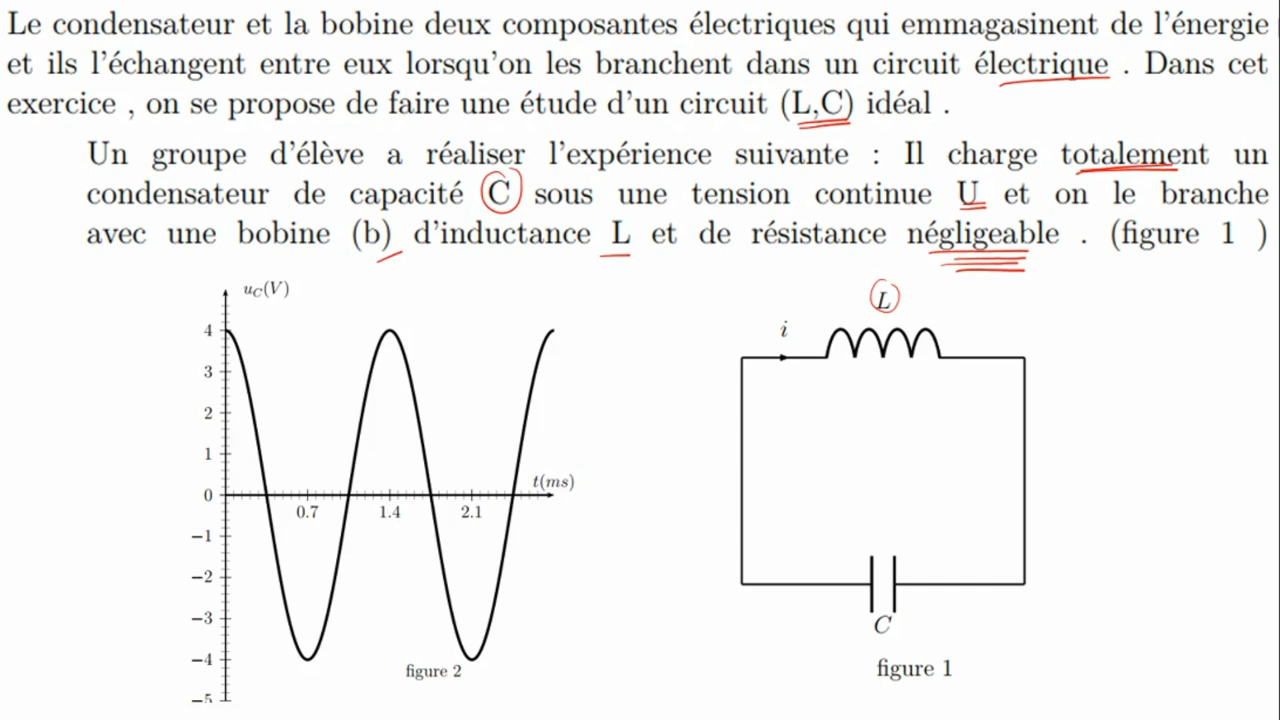 Le condensateur et la bobine deux composantes électriques qui emmagasinent de l'énergie
et ils l'échangent entre eux lorsqu'on les branchent dans un circuit électrique . Dans cet
exercice , on se propose de faire une étude d'un circuit (L,C) idéal .
Un groupe d'élève a réaliser l'expérience suivante : Il charge totalement un
condensateur de capacité C sous une tension continue U et on le branche
avec une bobine (b) d'inductance L et de résistance négligeable . (figure 1 )
u_C(V)
4
3
2
1
0
−1
−2
−3
−4
−5
0.7
1.4
2.1
t(ms)
figure 2
L
i
C
figure 1